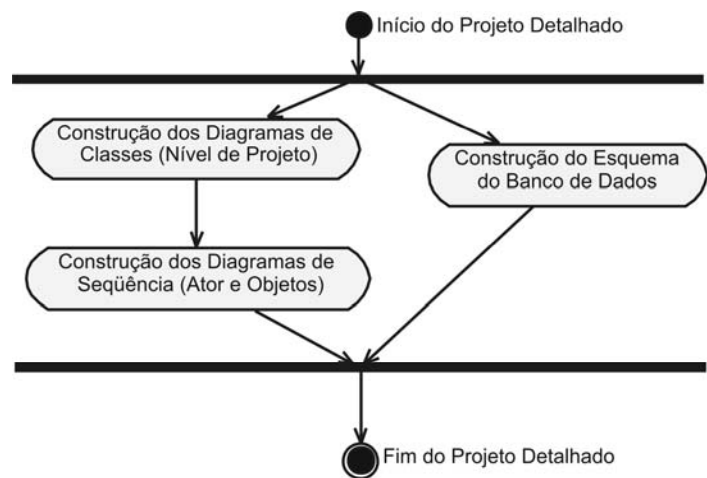 Início do Projeto Detalhado
Construção dos Diagramas de
Classes (Nível de Projeto)
Construção do Esquema
do Banco de Dados
Construção dos Diagramas de
Seqüência (Ator e Objetos)
Fim do Projeto Detalhado